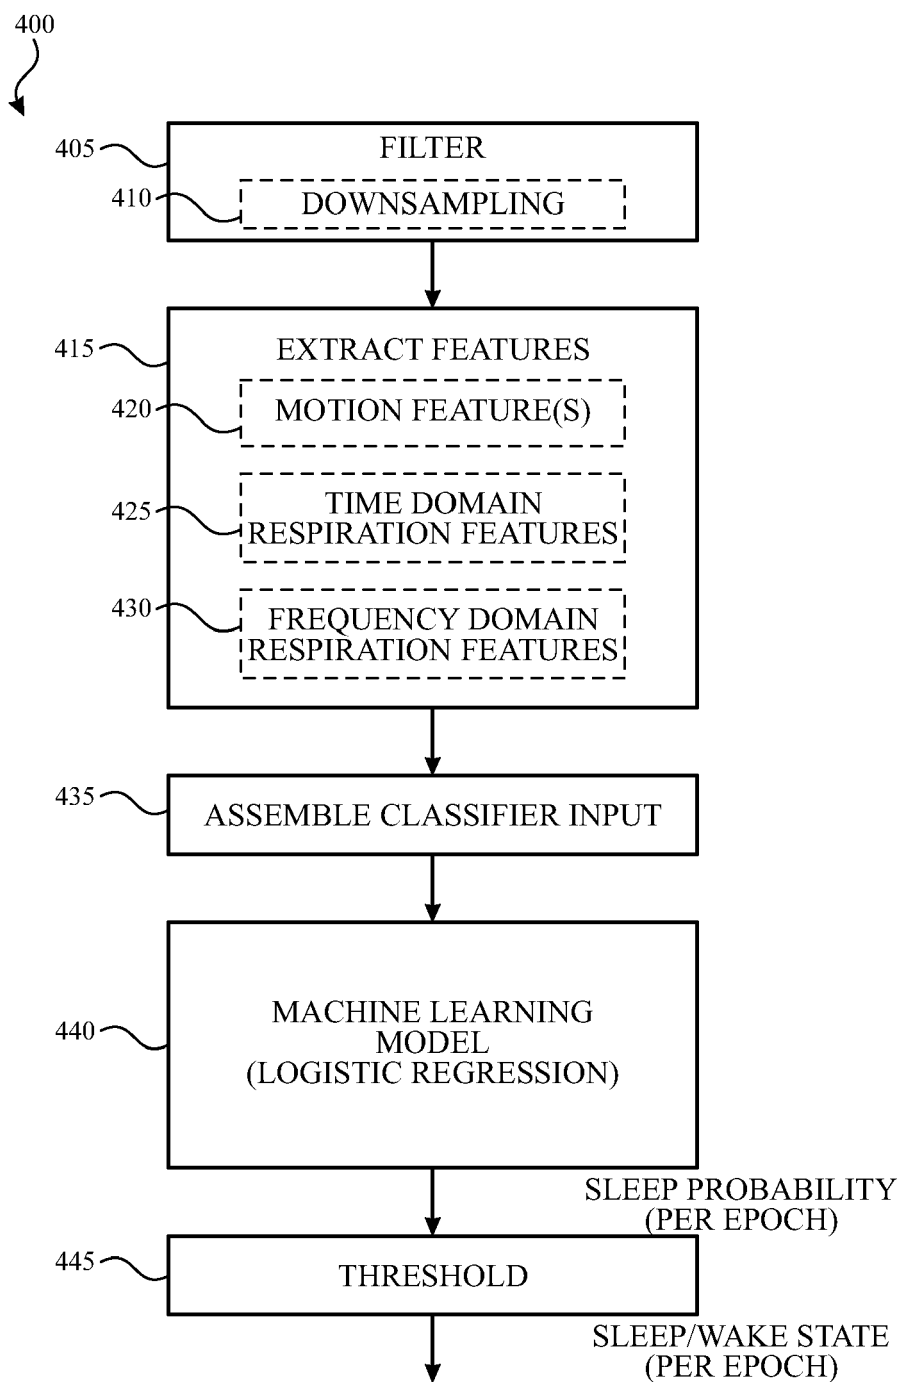 400
405
FILTER
410
DOWNSAMPLING
415
EXTRACT FEATURES
420
MOTION FEATURE(S)
425
TIME DOMAIN
RESPIRATION FEATURES
430
FREQUENCY DOMAIN
RESPIRATION FEATURES
435
ASSEMBLE CLASSIFIER INPUT
440
MACHINE LEARNING
MODEL
(LOGISTIC REGRESSION)
SLEEP PROBABILITY
(PER EPOCH)
445
THRESHOLD
SLEEP/WAKE STATE
(PER EPOCH)